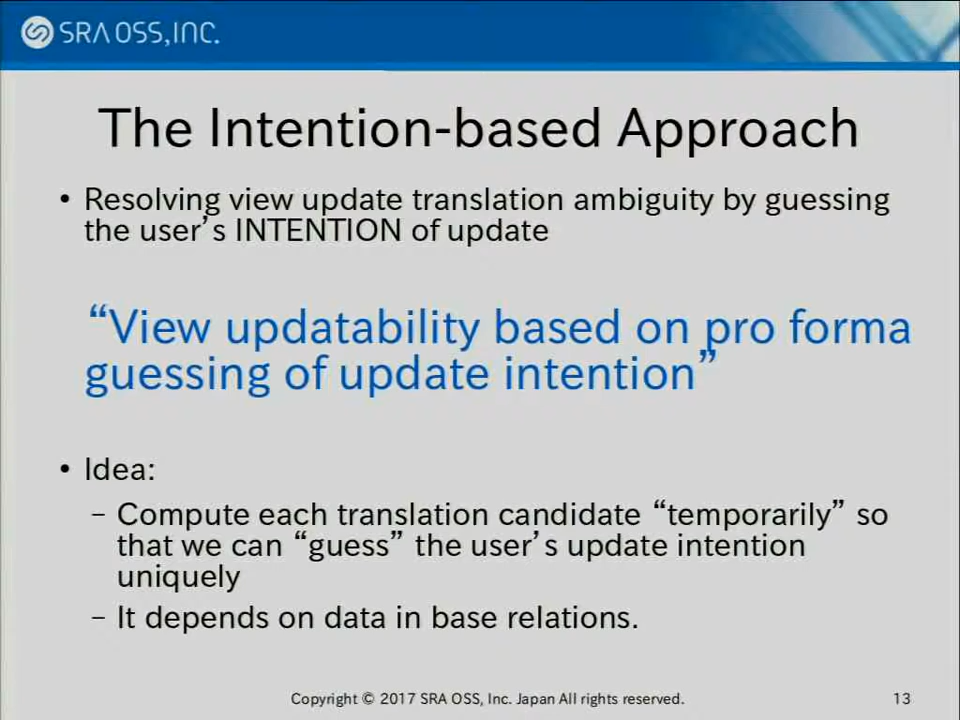 SRA OSS, INC.
The Intention-based Approach
• Resolving view update translation ambiguity by guessing
the user’s INTENTION of update
“View updatability based on pro forma
guessing of update intention”
• Idea:
– Compute each translation candidate “temporarily” so
that we can “guess” the user’s update intention
uniquely
– It depends on data in base relations.
Copyright © 2017 SRA OSS, Inc. Japan All rights reserved.
13